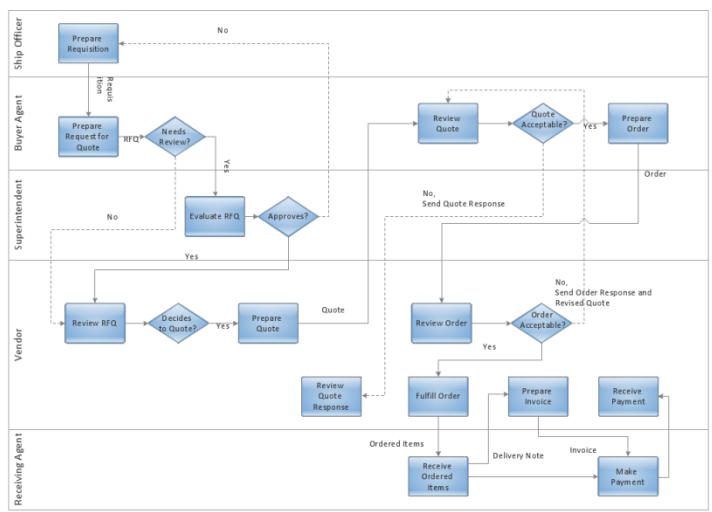 Ship Officer
Prepare
Requisition
No
Requis
ition
Buyer Agent
Prepare
Request for
Quote
RFQ
Needs
Review?
Yes
Review
Quote
Quote
Acceptable?
Yes
Prepare
Order
Order
Superintendent
No
Evaluate RFQ
Approves?
Yes
No,
Send Quote Response
Vendor
Review RFQ
Decides
to Quote?
Yes
Prepare
Quote
Quote
Review Order
Order
Acceptable?
No,
Send Order Response and
Revised Quote
Yes
Review
Quote
Response
Fulfill Order
Prepare
Invoice
Receive
Payment
Receiving Agent
Ordered Items
Receive
Ordered
Items
Delivery Note
Invoice
Make
Payment